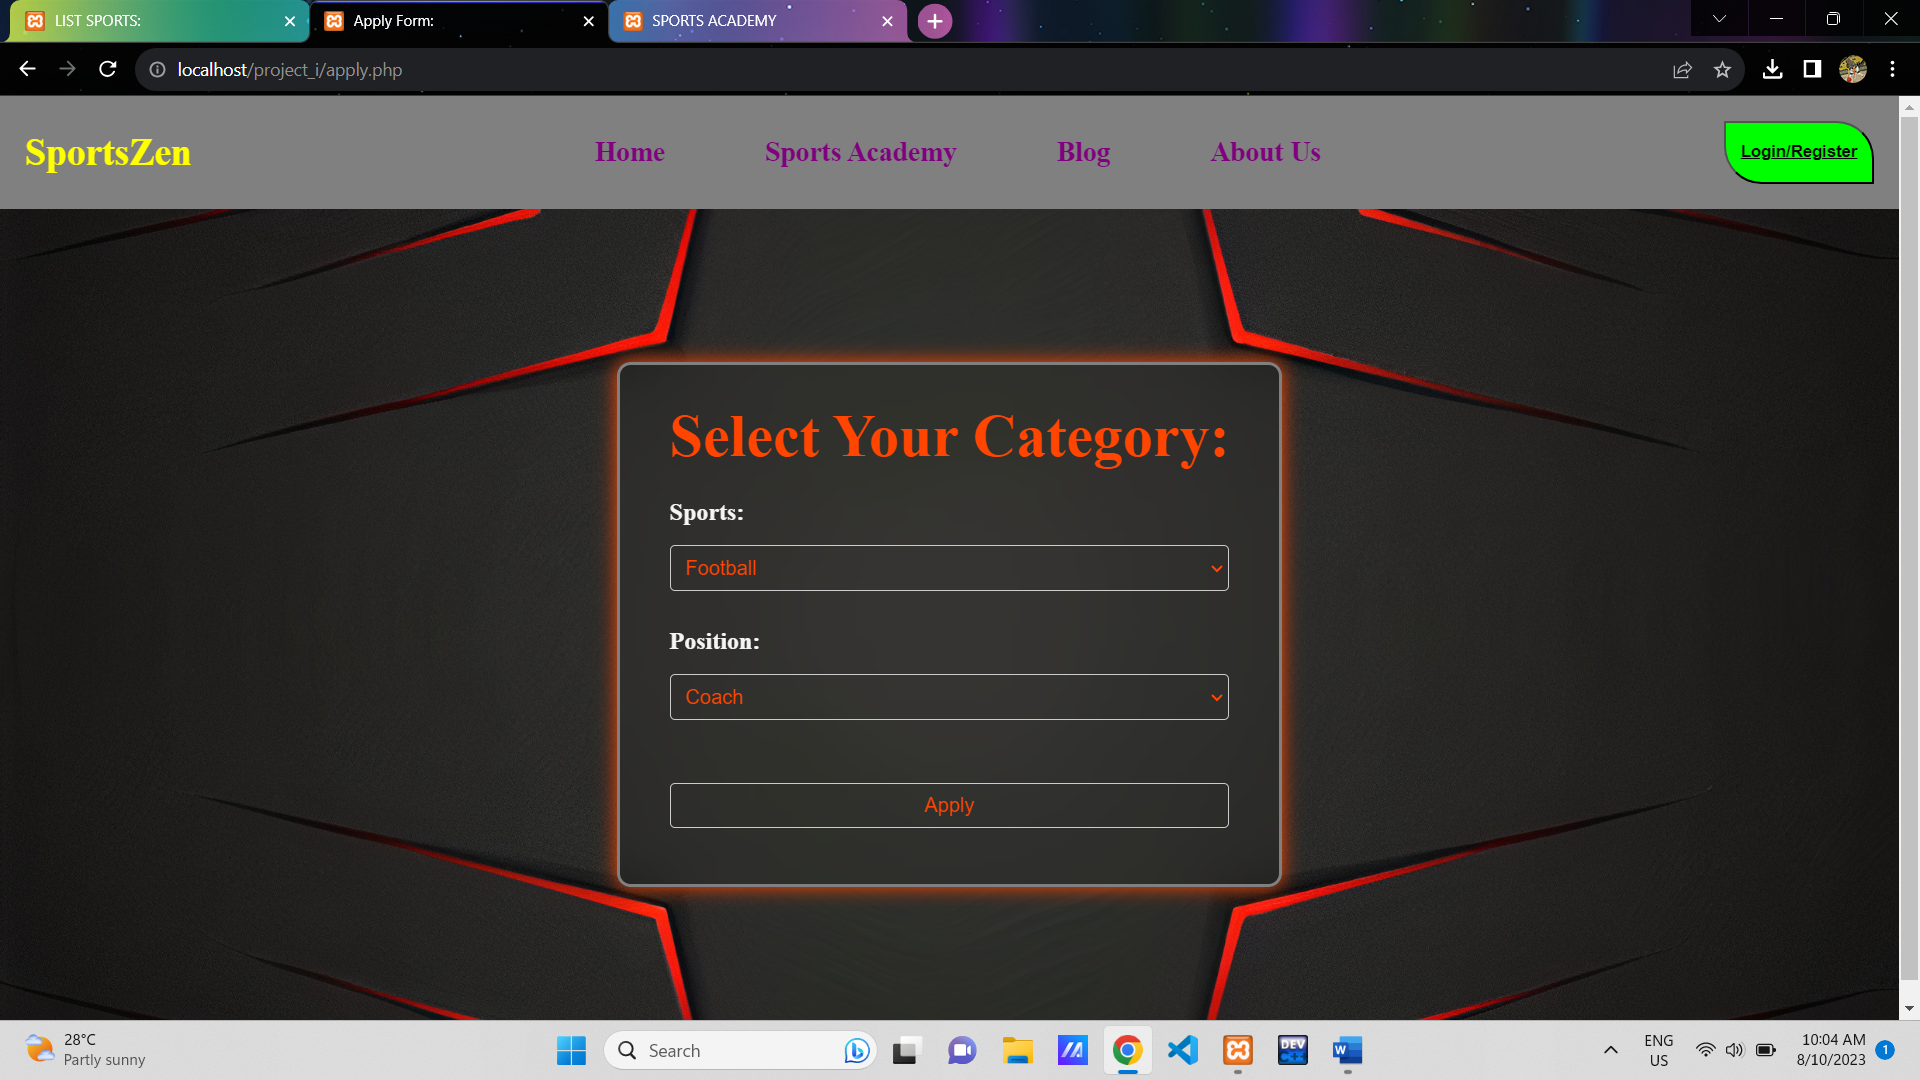 LIST SPORTS:
Apply Form:
SPORTS ACADEMY
localhost/project_i/apply.php
SportsZen
Home
Sports Academy
Blog
About Us
Login/Register
Select Your Category:
Sports:
Football
Position:
Coach
Apply
28°C
Partly sunny
Search
DEV
C++
W
ENG
US
10:04 AM
8/10/2023
1